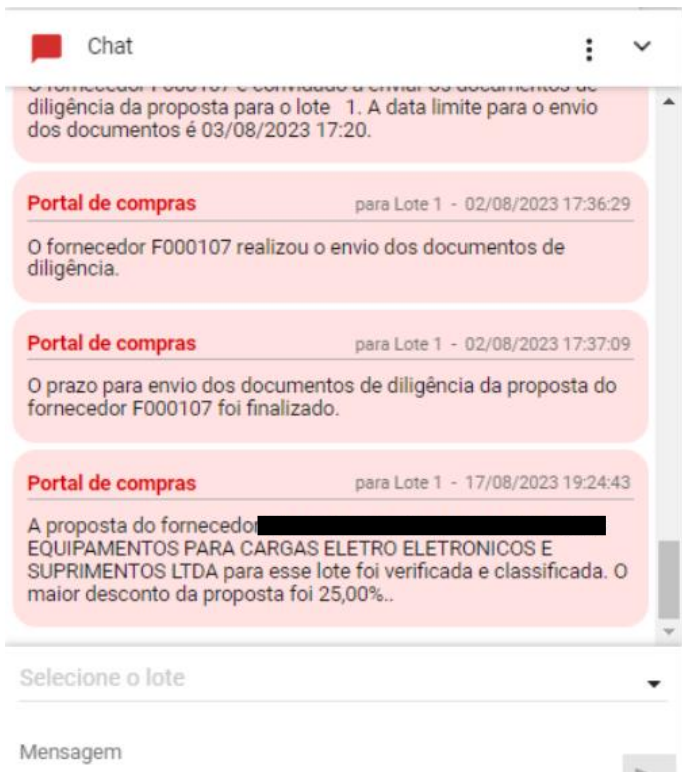 Chat
diligência da proposta para o lote 1. A data limite para o envio
dos documentos é 03/08/2023 17:20.
Portal de compras para Lote 1 - 02/08/2023 17:36:29
O fornecedor F000107 realizou o envio dos documentos de
diligência.
Portal de compras para Lote 1 - 02/08/2023 17:37:09
O prazo para envio dos documentos de diligência da proposta do
fornecedor F000107 foi finalizado.
Portal de compras para Lote 1 - 17/08/2023 19:24:43
A proposta do fornecedor
EQUIPAMENTOS PARA CARGAS ELETRO ELETRONICOS E
SUPRIMENTOS LTDA para esse lote foi verificada e classificada. O
maior desconto da proposta foi 25,00%..
Selecione o lote
Mensagem